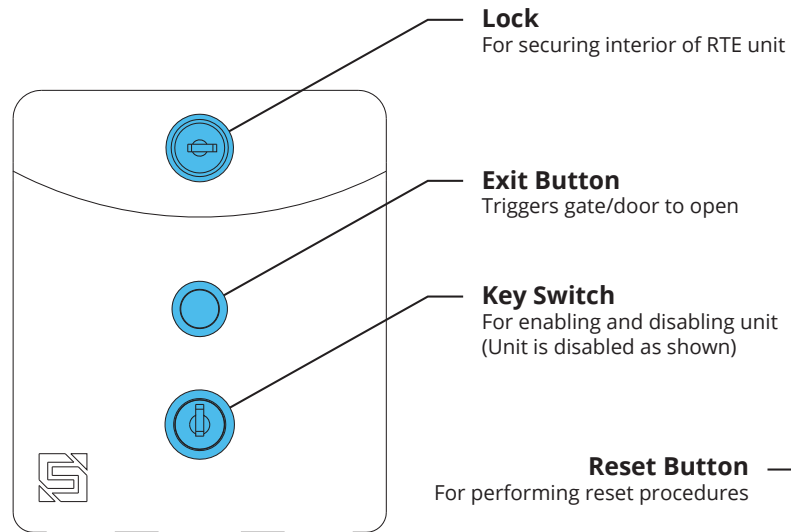 Lock
For securing interior of RTE unit
Exit Button
Triggers gate/door to open
Key Switch
For enabling and disabling unit
(Unit is disabled as shown)
Reset Button
For performing reset procedures